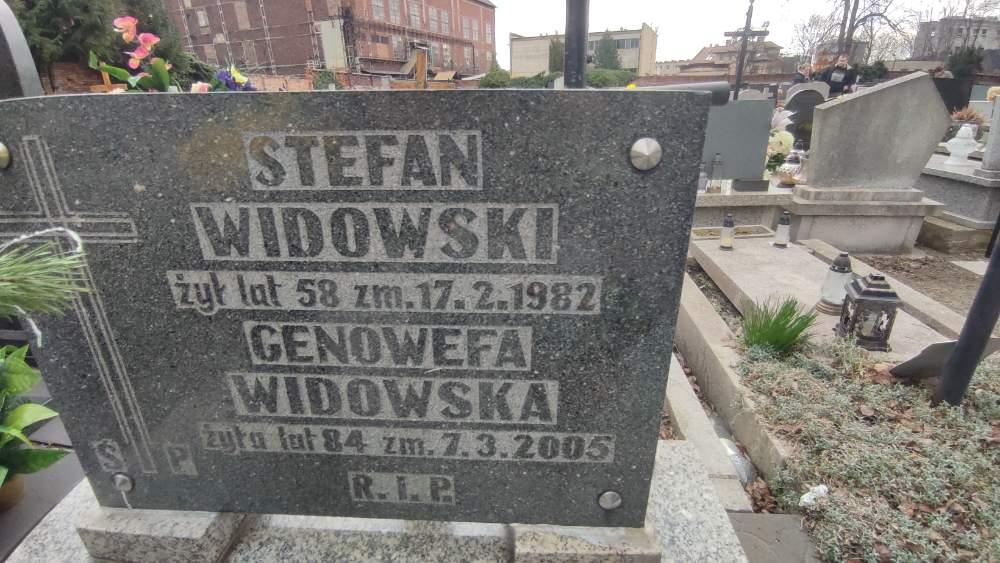 STEFAN
WIDOWSKI
żył lat 58 zm. 17. 2. 1982
GENOWEFA
WIDOWSKA
żyła lat 84 zm. 7. 3. 2005
Ś P
R. I. P.